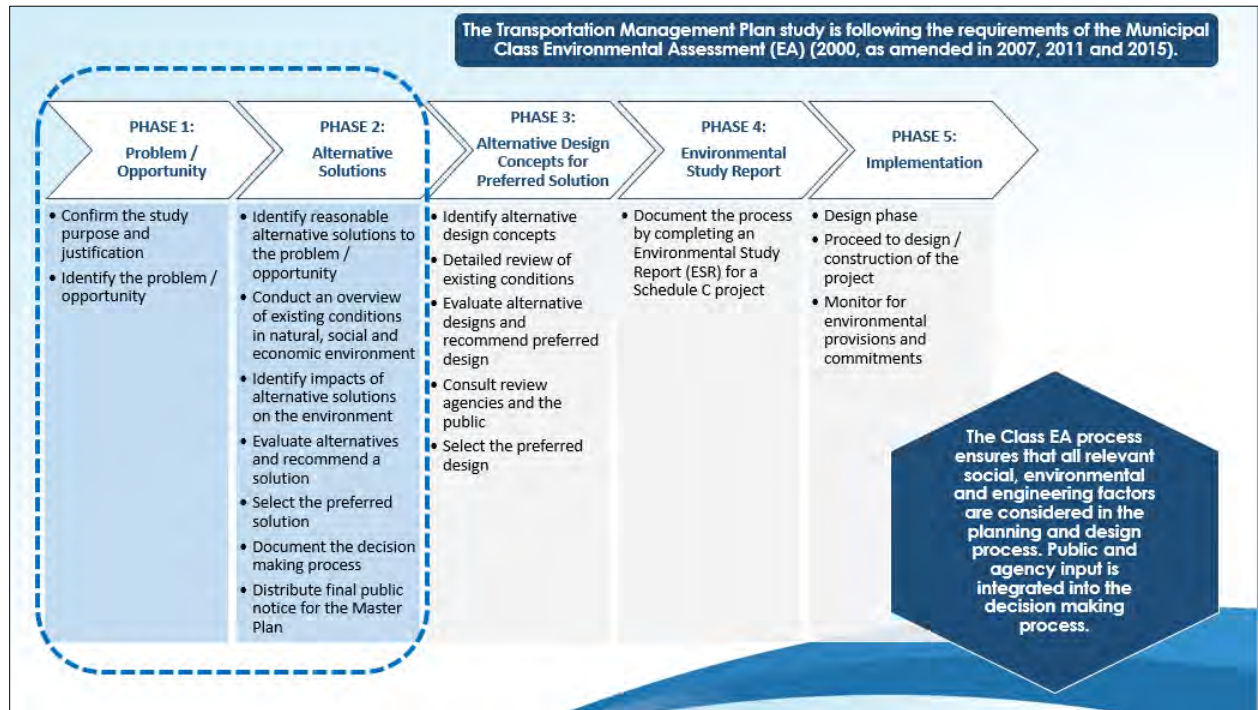 The Transportation Management Plan study is following the requirements of the Municipal
Class Environmental Assessment (EA) (2000, as amended in 2007, 2011 and 2015).
PHASE 1:
Problem /
Opportunity
• Confirm the study
purpose and
justification
• Identify the problem /
opportunity
PHASE 2:
Alternative
Solutions
• Identify reasonable
alternative solutions to
the problem /
opportunity
• Conduct an overview
of existing conditions
in natural, social and
economic environment
• Identify impacts of
alternative solutions
on the environment
• Evaluate alternatives
and recommend a
solution
• Select the preferred
solution
• Document the decision
making process
• Distribute final public
notice for the Master
Plan
PHASE 3:
Alternative Design
Concepts for
Preferred Solution
• Identify alternative
design concepts
• Detailed review of
existing conditions
• Evaluate alternative
designs and
recommend preferred
design
• Consult review
agencies and the
public
• Select the preferred
design
PHASE 4:
Environmental
Study Report
• Document the process
by completing an
Environmental Study
Report (ESR) for a
Schedule C project
PHASE 5:
Implementation
• Design phase
• Proceed to design /
construction of the
project
• Monitor for
environmental
provisions and
commitments
The Class EA process
ensures that all relevant
social, environmental
and engineering factors
are considered in the
planning and design
process. Public and
agency input is
integrated into the
decision making
process.